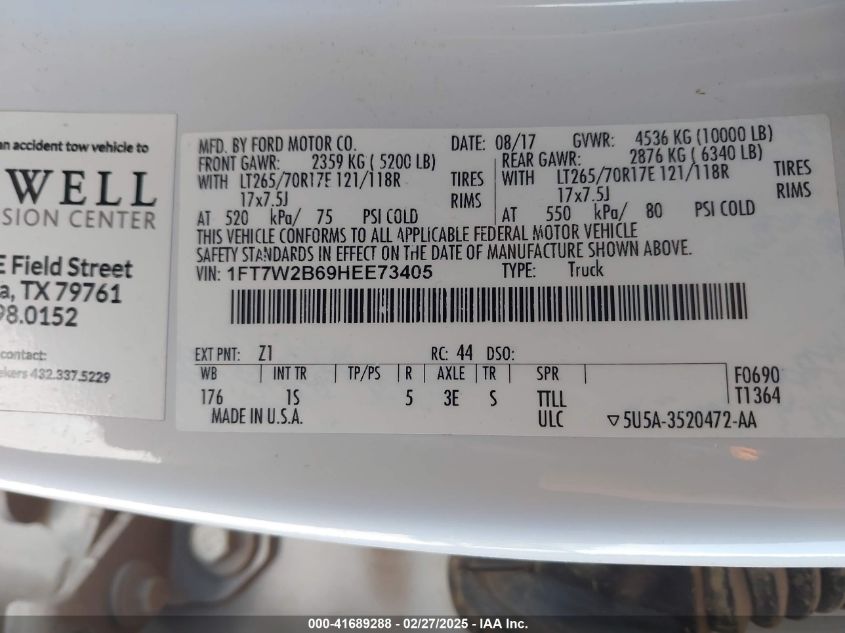 an accident tow vehicle to
WELL
SION CENTER
E Field Street
a, TX 79761
98.0152
contact:
ekers 432.337.5229
MFD. BY FORD MOTOR CO. DATE: 08/17 GVWR: 4536 KG (10000 LB)
FRONT GAWR: 2359 KG ( 5200 LB) REAR GAWR: 2876 KG ( 6340 LB)
WITH LT265/70R17E 121/118R TIRES WITH LT265/70R17E 121/118R TIRES
17x7.5J RIMS 17x7.5J RIMS
AT 520 kPa/ 75 PSI COLD AT 550 kPa/ 80 PSI COLD
THIS VEHICLE CONFORMS TO ALL APPLICABLE FEDERAL MOTOR VEHICLE
SAFETY STANDARDS IN EFFECT ON THE DATE OF MANUFACTURE SHOWN ABOVE.
VIN: 1FT7W2B69HEE73405 TYPE: Truck
EXT PNT: Z1 RC: 44 DSO:
WB INT TR TP/PS R AXLE TR SPR F0690
176 1S 5 3E S TTLL T1364
MADE IN U.S.A. ULC ▽5U5A-3520472-AA
000-41689288 - 02/27/2025 - IAA Inc.